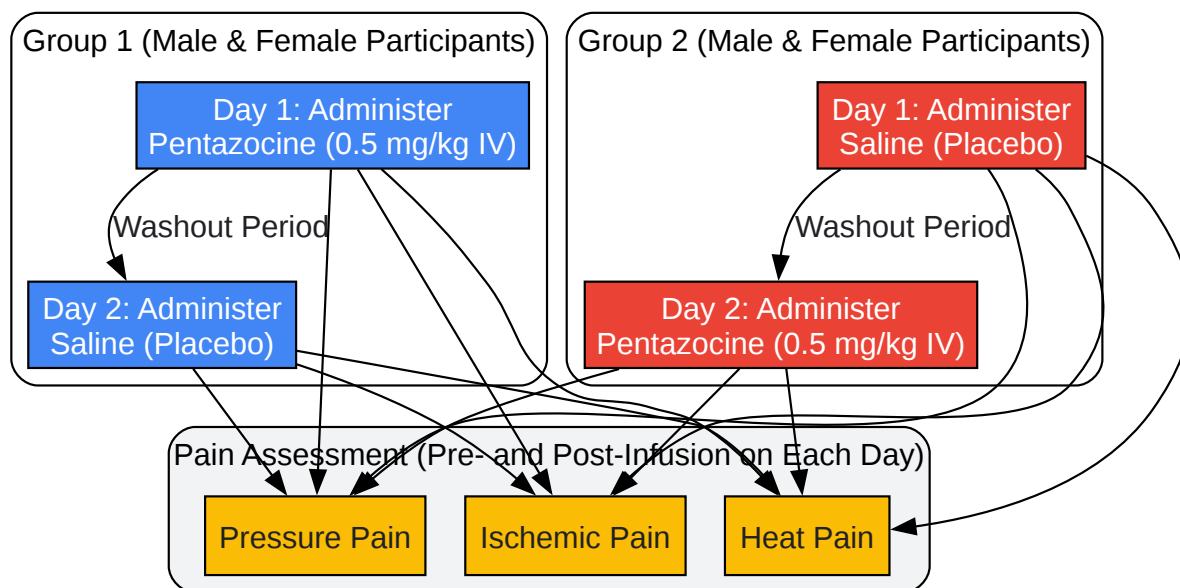 Group 1 (Male & Female Participants)
Day 1: Administer
Pentazocine (0.5 mg/kg IV)
Washout Period
Day 2: Administer
Saline (Placebo)
Group 2 (Male & Female Participants)
Day 1: Administer
Saline (Placebo)
Washout Period
Day 2: Administer
Pentazocine (0.5 mg/kg IV)
Pain Assessment (Pre- and Post-Infusion on Each Day)
Pressure Pain
Ischemic Pain
Heat Pain